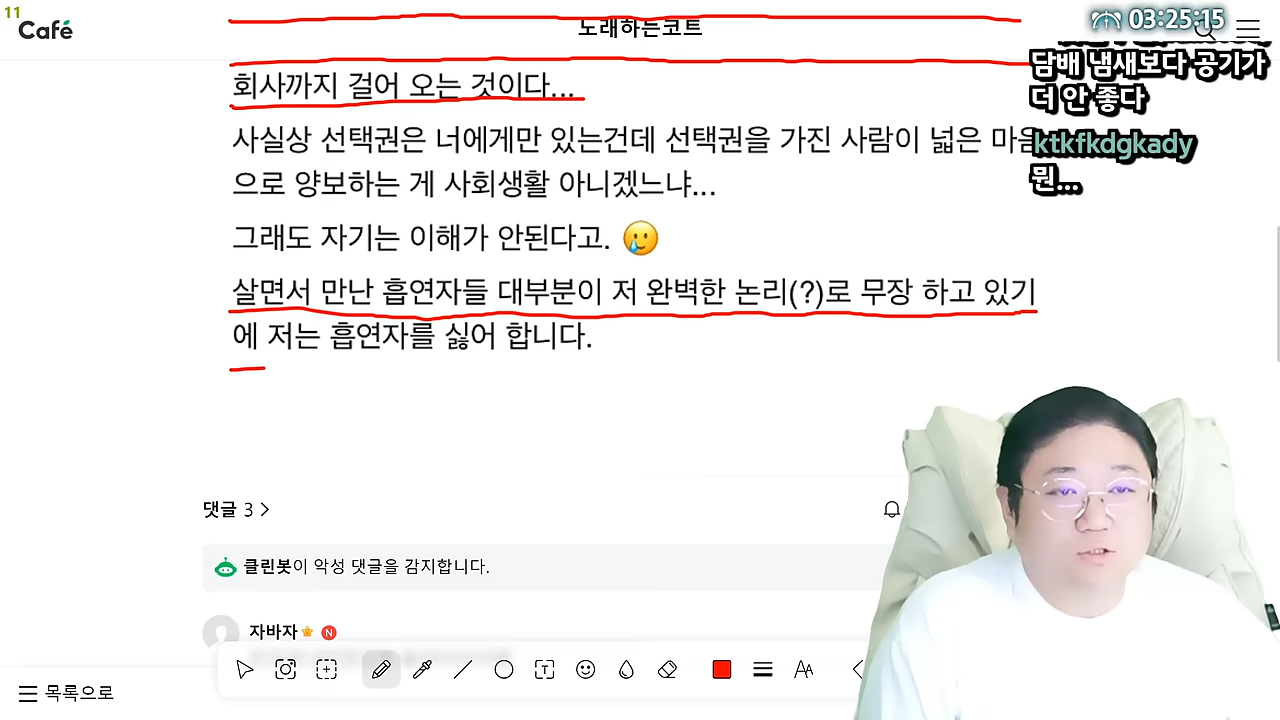 11
Café
노래하는코트
03:25:15
담배 냄새보다 공기가
더 안 좋다
ktkfkdgkady
뭔...
회사까지 걸어 오는 것이다...
사실상 선택권은 너에게만 있는건데 선택권을 가진 사람이 넓은 마음
으로 양보하는 게 사회생활 아니겠느냐...
그래도 자기는 이해가 안된다고. 🥲
살면서 만난 흡연자들 대부분이 저 완벽한 논리(?)로 무장 하고 있기
에 저는 흡연자를 싫어 합니다.
댓글 3 >
클린봇이 악성 댓글을 감지합니다.
자바자 N
T
AA
목록으로